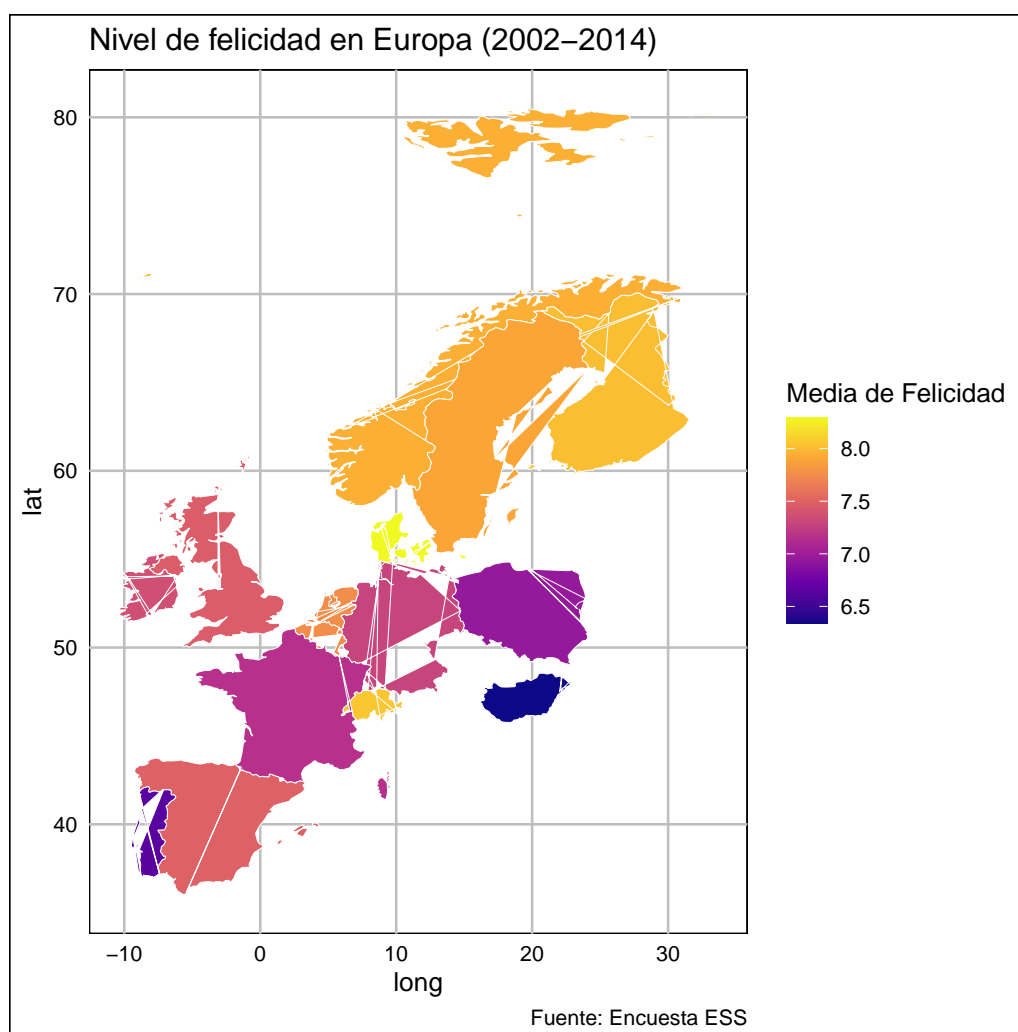 Nivel de felicidad en Europa (2002−2014)
80
70
60
50
40
lat
−10
0
10
20
30
long
Media de Felicidad
8.0
7.5
7.0
6.5
Fuente: Encuesta ESS